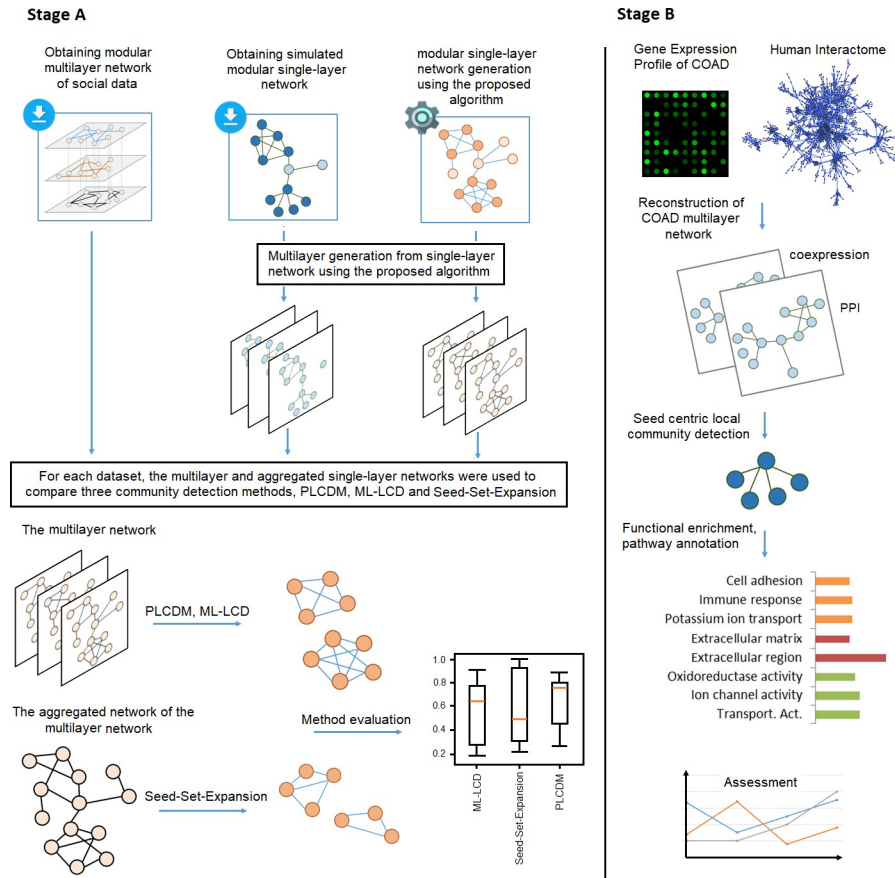 Stage A
Obtaining modular
multilayer network
of social data
Obtaining simulated
modular single-layer
network
modular single-layer
network generation
using the proposed
algorithm
Multilayer generation from single-layer
network using the proposed algorithm
For each dataset, the multilayer and aggregated single-layer networks were used to
compare three community detection methods, PLCDM, ML-LCD and Seed-Set-Expansion
The multilayer network
PLCDM, ML-LCD
The aggregated network of the
multilayer network
Seed-Set-Expansion
Method evaluation
1.0
0.8
0.6
0.4
0.2
ML-LCD
Seed-Set-Expansion
PLCDM
Stage B
Gene Expression
Profile of COAD
Human Interactome
Reconstruction of
COAD multilayer
network
coexpression
PPI
Seed centric local
community detection
Functional enrichment,
pathway annotation
Cell adhesion
Immune response
Potassium ion transport
Extracellular matrix
Extracellular region
Oxidoreductase activity
Ion channel activity
Transport. Act.
Assessment